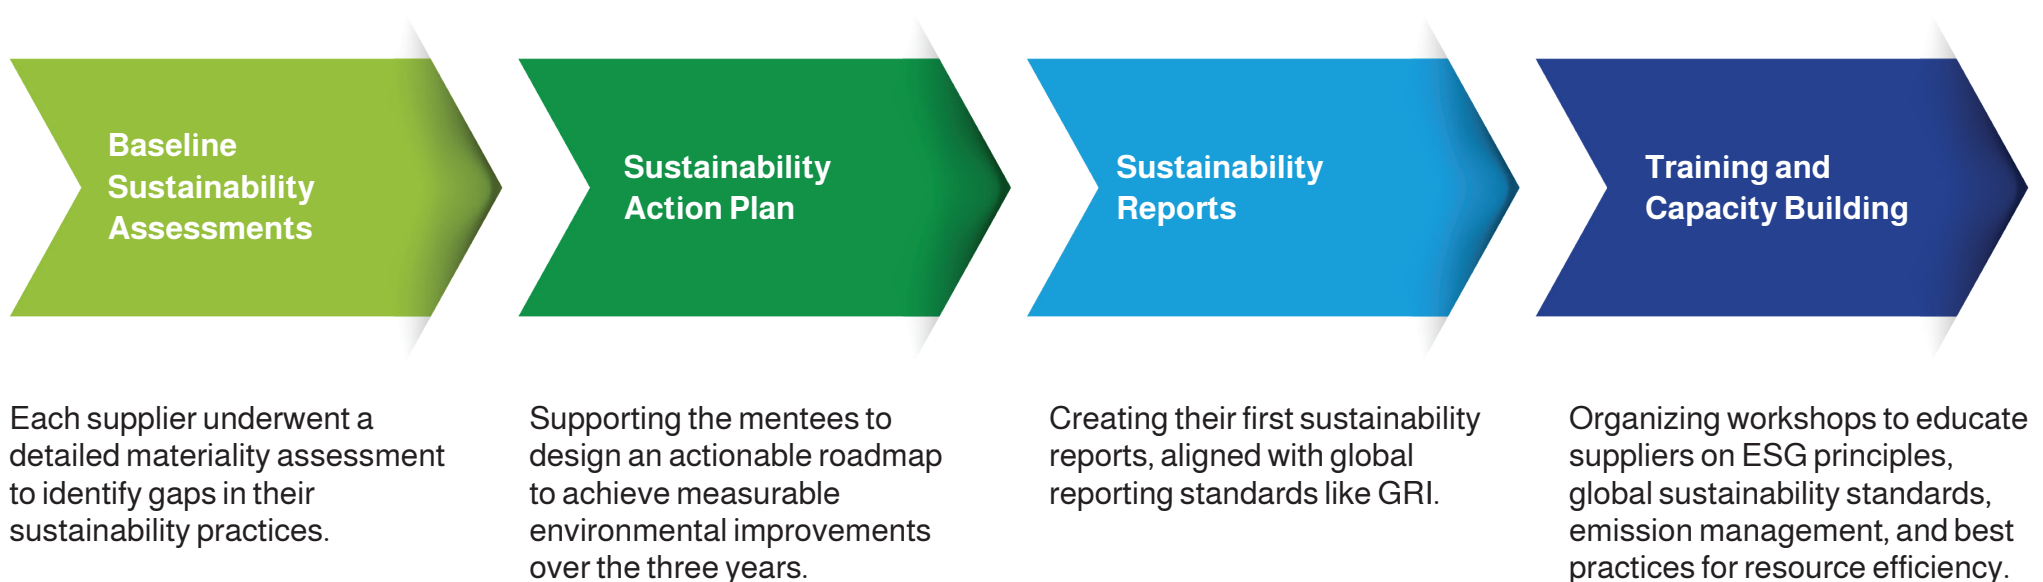 Baseline
Sustainability
Assessments
Each supplier underwent a
detailed materiality assessment
to identify gaps in their
sustainability practices.
Sustainability
Action Plan
Supporting the mentees to
design an actionable roadmap
to achieve measurable
environmental improvements
over the three years.
Sustainability
Reports
Creating their first sustainability
reports, aligned with global
reporting standards like GRI.
Training and
Capacity Building
Organizing workshops to educate
suppliers on ESG principles,
global sustainability standards,
emission management, and best
practices for resource efficiency.